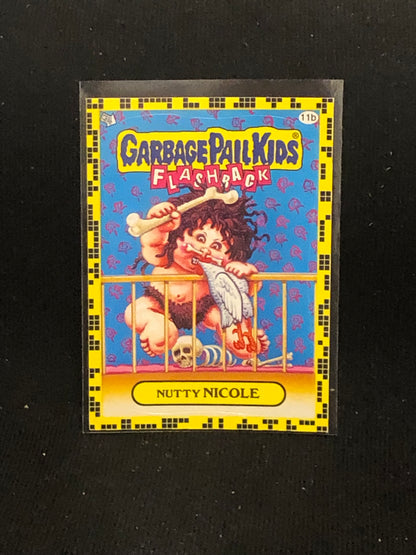 11b
GARBAGE PAIL KIDS®
FLASHBACK
NUTTY NICOLE